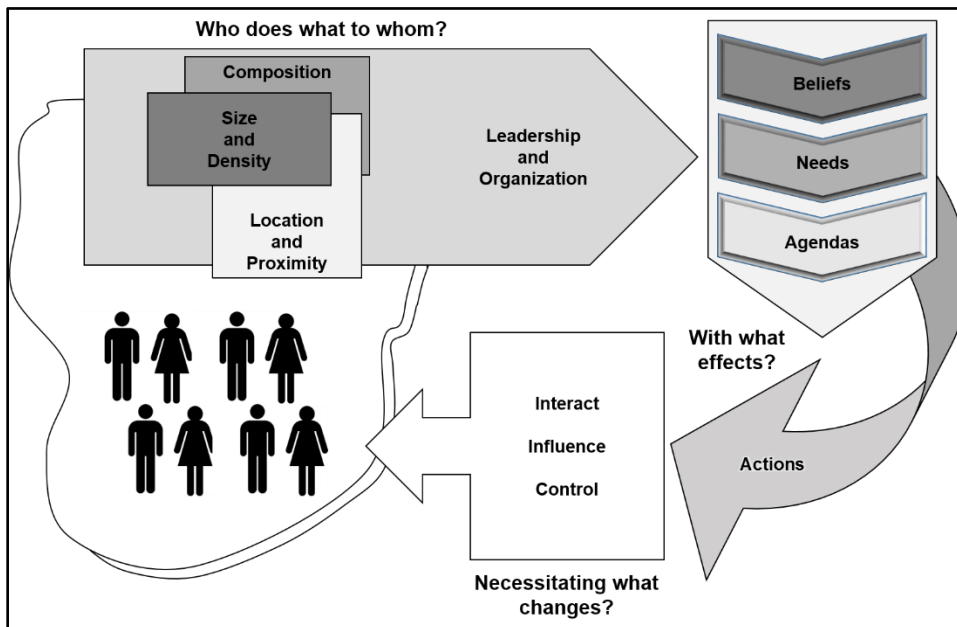 Who does what to whom?
Composition
Size
and
Density
Location
and
Proximity
Leadership
and
Organization
Beliefs
Needs
Agendas
With what
effects?
Actions
Interact
Influence
Control
Necessitating what
changes?